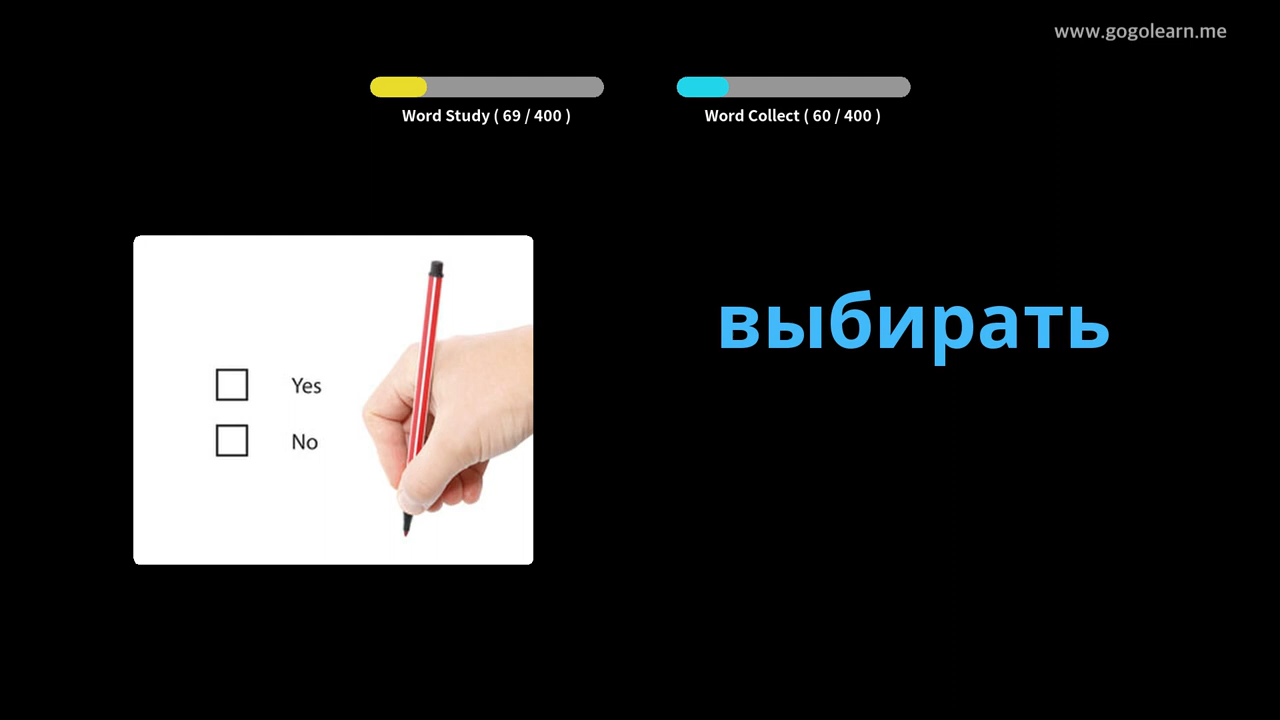 www.gogolearn.me
Word Study ( 69 / 400 )
Word Collect ( 60 / 400 )
выбирать
Yes
No